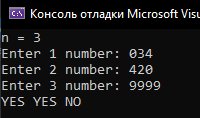 Консоль отладки Microsoft Visu
n = 3
Enter 1 number: 034
Enter 2 number: 420
Enter 3 number: 9999
YES YES NO